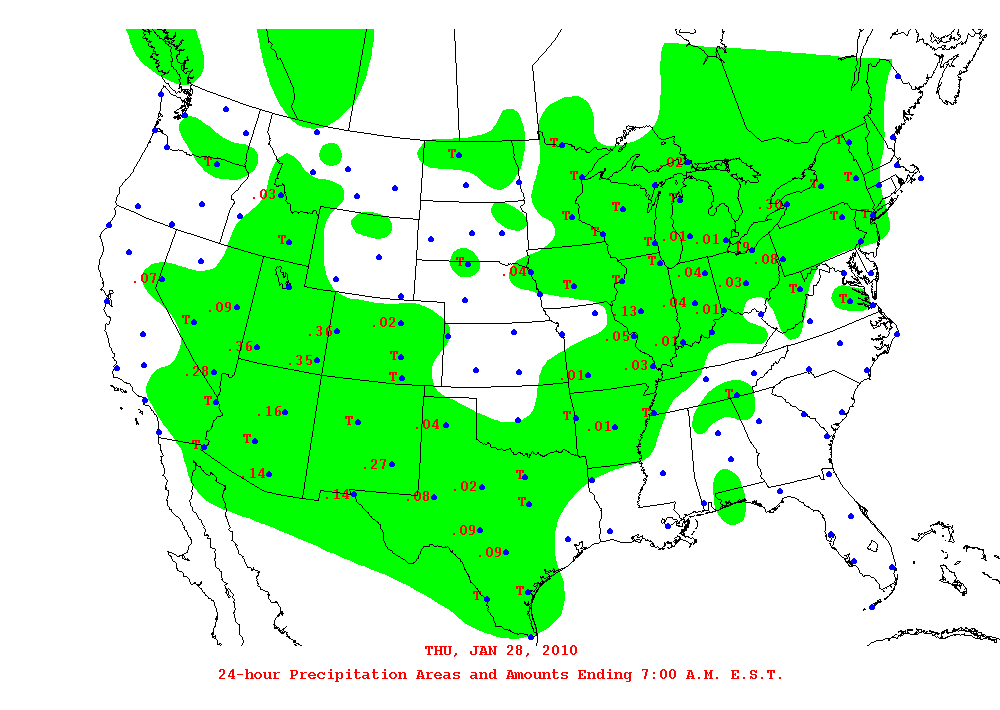 T
T
.02
T
T
T
T
T
.03
T
T
.30
T
T
T
T
T
T
.01
.01
.19
T
T
.08
.04
T
T
.04
.03
T
.07
T
.09
T
.13
.04
.01
.02
.36
.05
.01
.36
T
.35
.28
T
.01
.03
T
T
.16
T
T
.04
.01
T
T
.14
.27
T
.02
.14
.08
T
.09
.09
T
T
THU, JAN 28, 2010
24-hour Precipitation Areas and Amounts Ending 7:00 A.M. E.S.T.